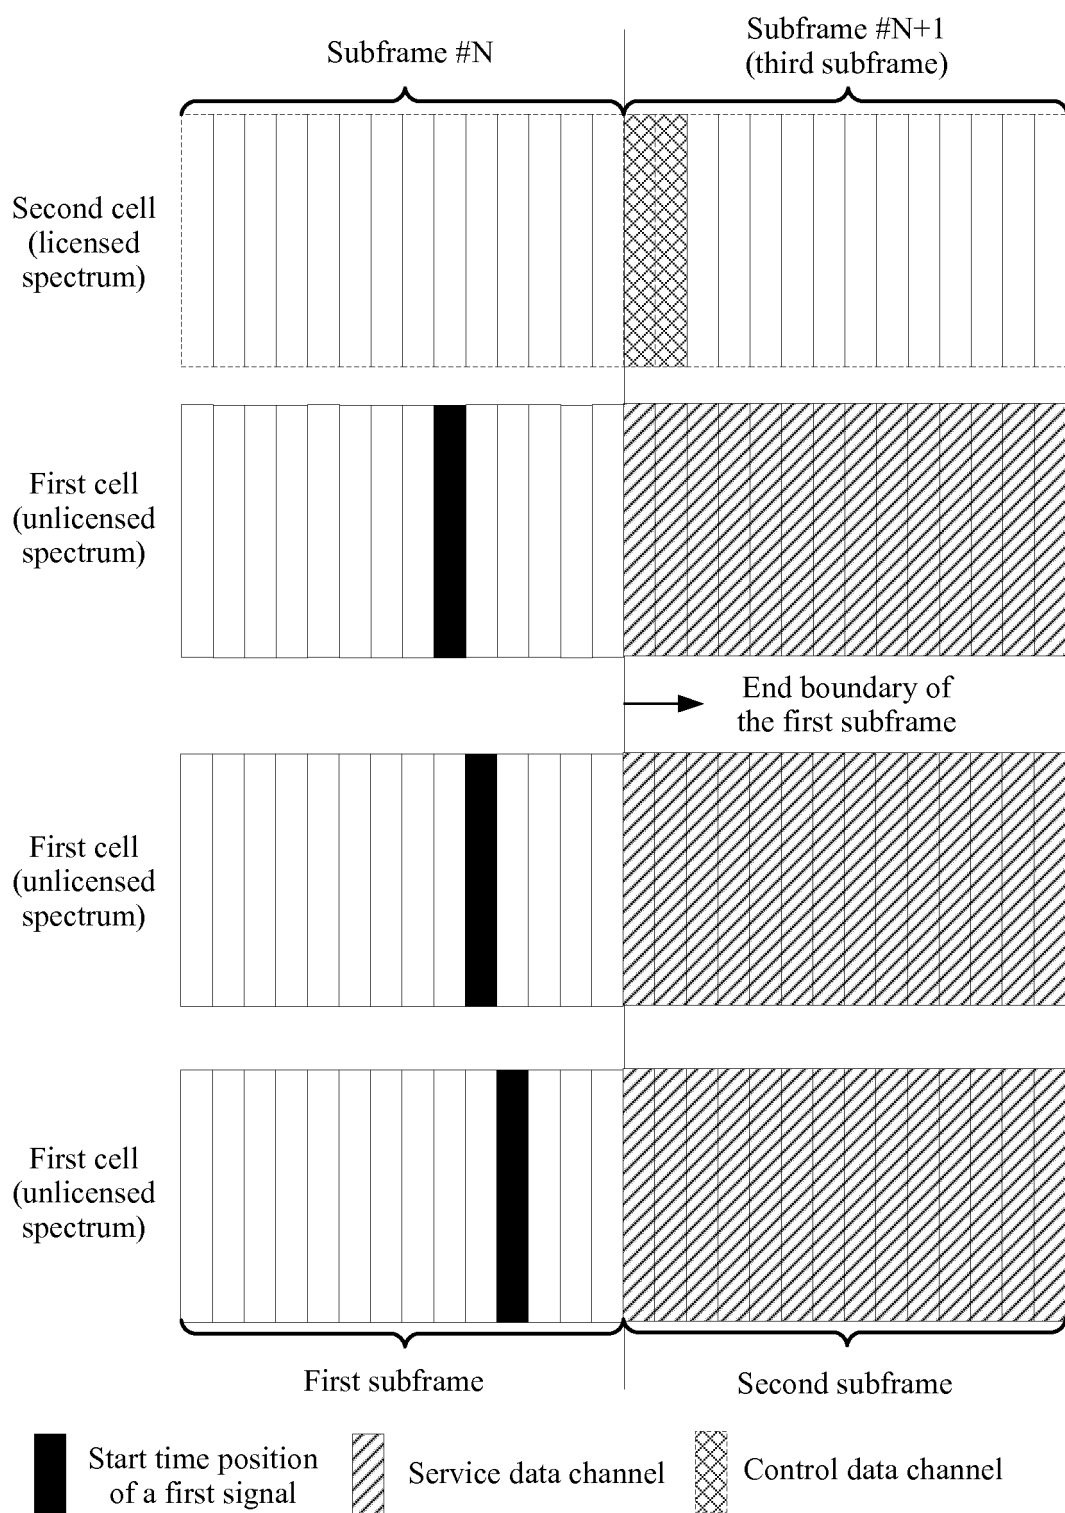 Subframe #N
Subframe #N+1
(third subframe)
Second cell
(licensed
spectrum)
First cell
(unlicensed
spectrum)
End boundary of
the first subframe
First cell
(unlicensed
spectrum)
First cell
(unlicensed
spectrum)
First subframe
Second subframe
Start time position
of a first signal
Service data channel
Control data channel